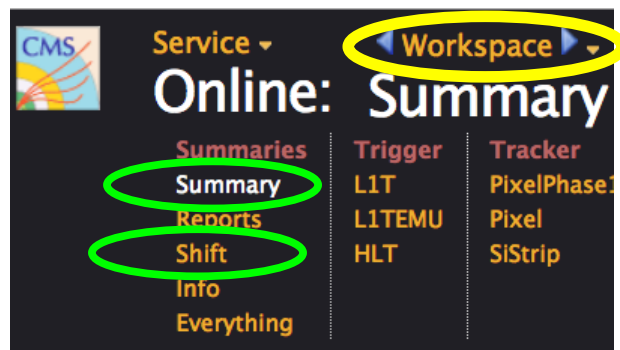 CMS Service Workspace
Online: Summary
Summaries Trigger Tracker
Summary L1T PixelPhase1
Reports L1TEMU Pixel
Shift HLT SiStrip
Info
Everything